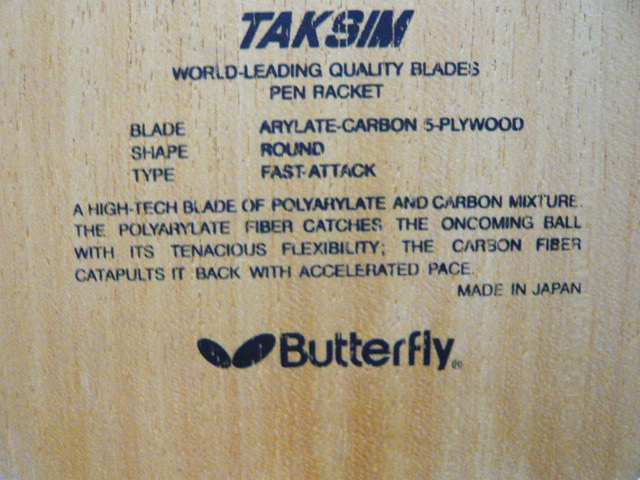 TAKSIM
WORLD-LEADING QUALITY BLADES
PEN RACKET
BLADE ARYLATE-CARBON 5-PLYWOOD
SHAPE ROUND
TYPE FAST-ATTACK
A HIGH-TECH BLADE OF POLYARYLATE AND CARBON MIXTURE.
THE POLYARYLATE FIBER CATCHES THE ONCOMING BALL
WITH ITS TENACIOUS FLEXIBILITY; THE CARBON FIBER
CATAPULTS IT BACK WITH ACCELERATED PACE.
MADE IN JAPAN
Butterfly®